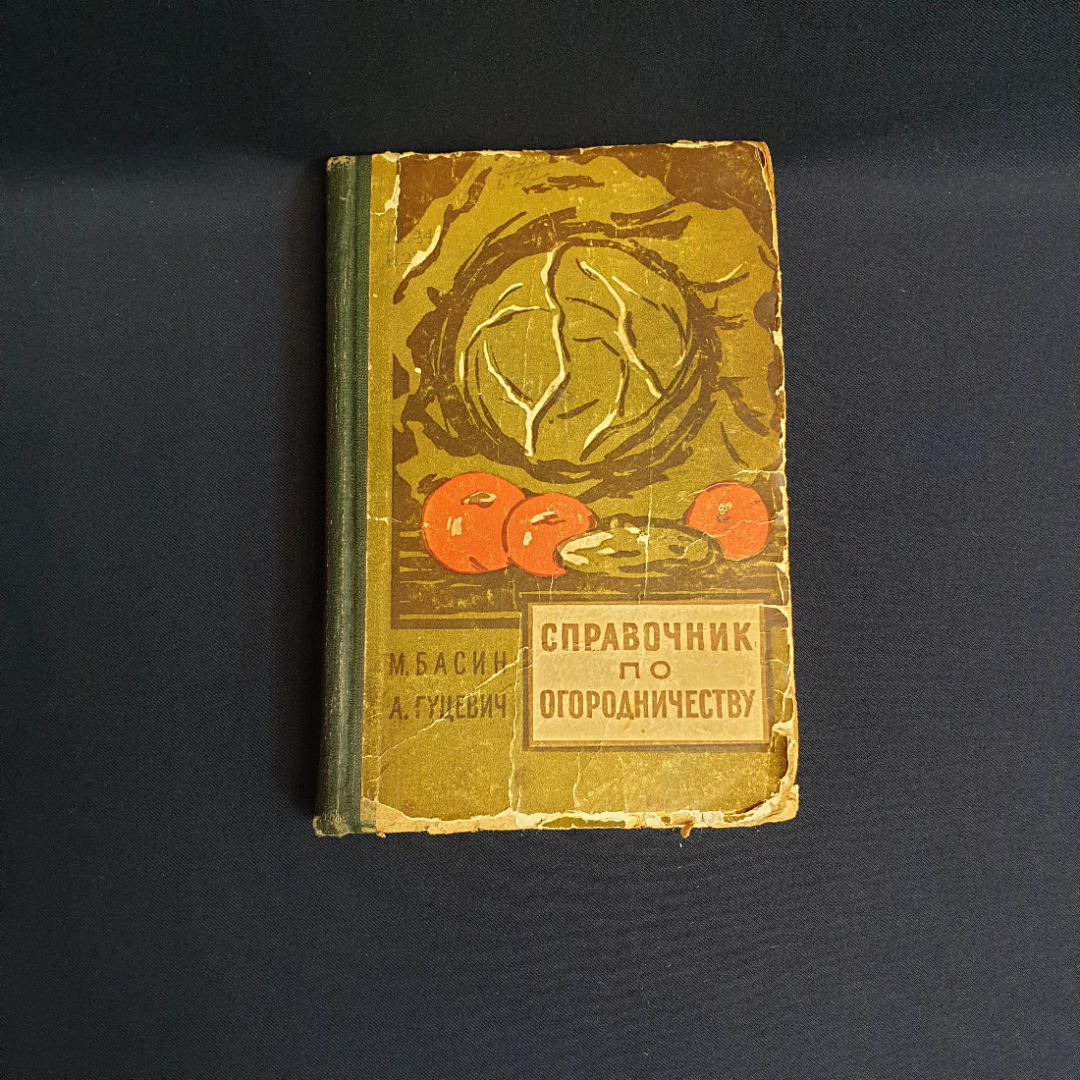 М. БАСИН
А. ГУЦЕВИЧ
СПРАВОЧНИК
ПО
ОГОРОДНИЧЕСТВУ